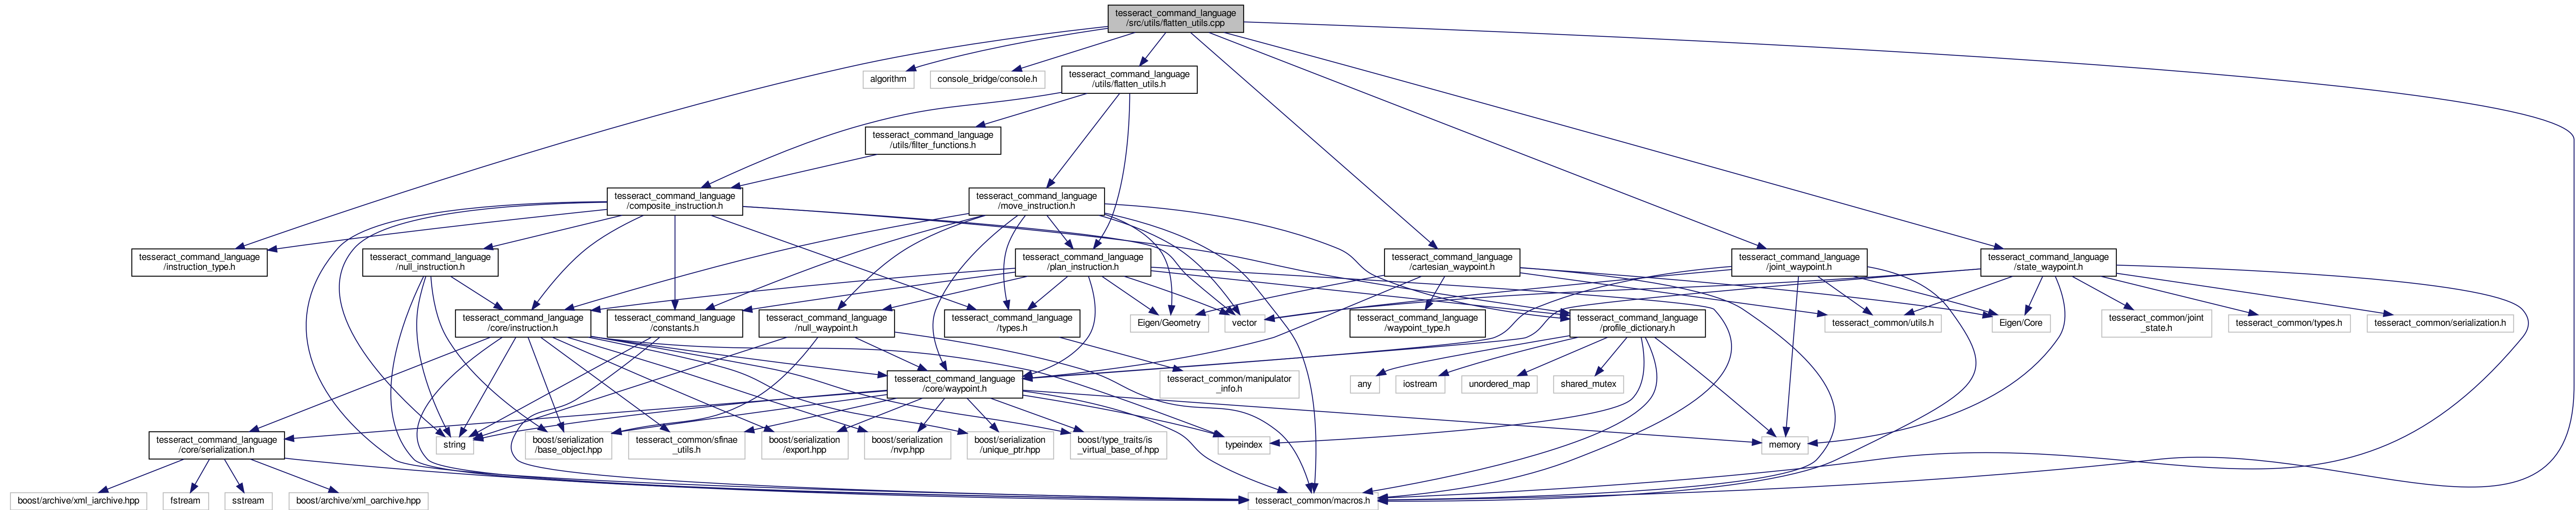 tesseract_command_language
/src/utils/flatten_utils.cpp
algorithm
console_bridge/console.h
tesseract_command_language
/utils/flatten_utils.h
tesseract_command_language
/utils/filter_functions.h
tesseract_command_language
/composite_instruction.h
tesseract_command_language
/move_instruction.h
tesseract_command_language
/instruction_type.h
tesseract_command_language
/null_instruction.h
tesseract_command_language
/plan_instruction.h
tesseract_command_language
/cartesian_waypoint.h
tesseract_command_language
/joint_waypoint.h
tesseract_command_language
/state_waypoint.h
tesseract_command_language
/core/instruction.h
tesseract_command_language
/constants.h
tesseract_command_language
/null_waypoint.h
tesseract_command_language
/types.h
Eigen/Geometry
vector
tesseract_command_language
/waypoint_type.h
tesseract_command_language
/profile_dictionary.h
tesseract_common/utils.h
Eigen/Core
tesseract_common/joint
_state.h
tesseract_common/types.h
tesseract_common/serialization.h
tesseract_command_language
/core/waypoint.h
tesseract_common/manipulator
_info.h
any
iostream
unordered_map
shared_mutex
tesseract_command_language
/core/serialization.h
string
boost/serialization
/base_object.hpp
tesseract_common/sfinae
_utils.h
boost/serialization
/export.hpp
boost/serialization
/nvp.hpp
boost/serialization
/unique_ptr.hpp
boost/type_traits/is
_virtual_base_of.hpp
typeindex
memory
boost/archive/xml_iarchive.hpp
fstream
sstream
boost/archive/xml_oarchive.hpp
tesseract_common/macros.h